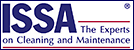 ISSA®
The Experts
on Cleaning and Maintenance